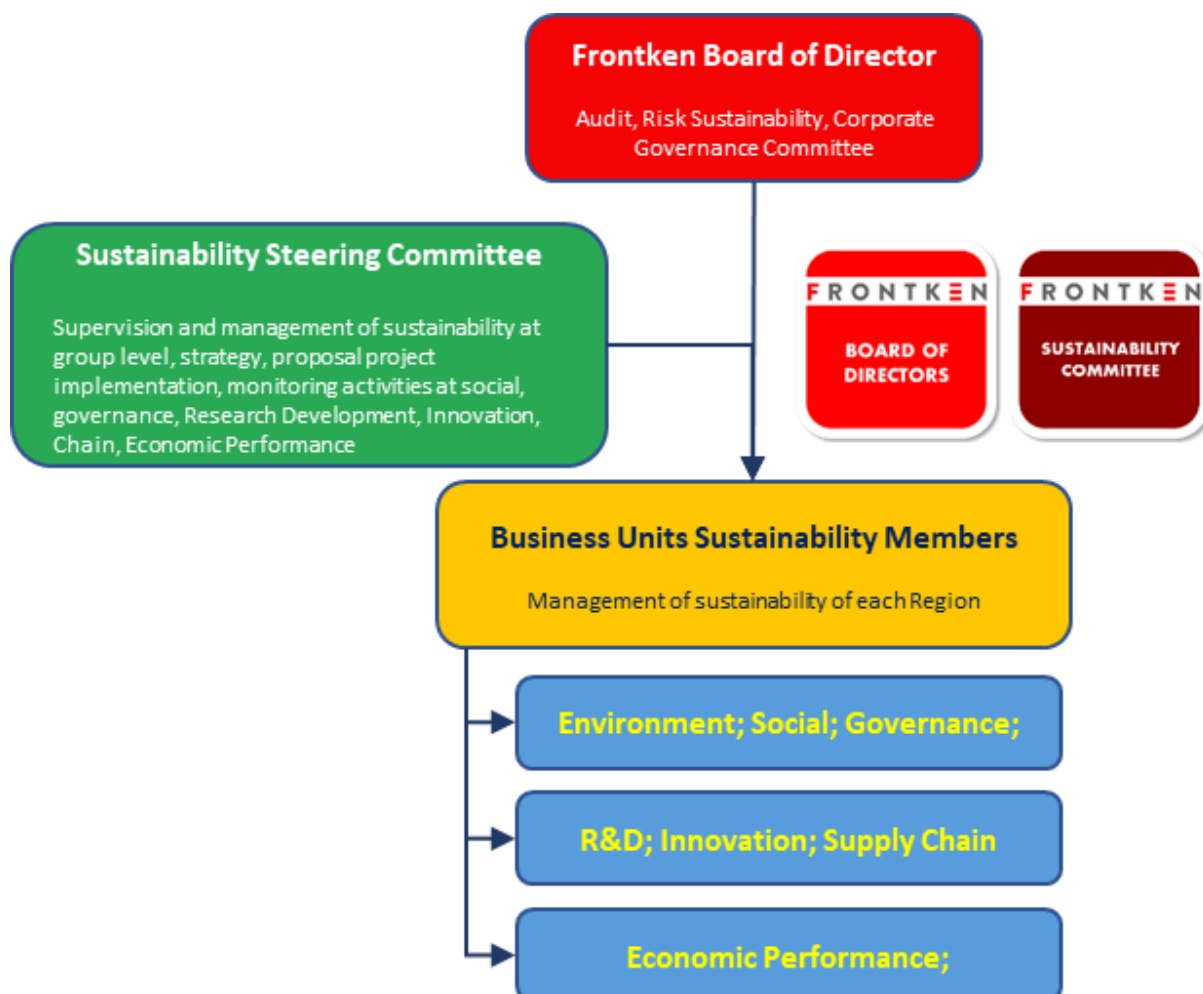 Frontken Board of Director
Audit, Risk Sustainability, Corporate
Governance Committee
Sustainability Steering Committee
Supervision and management of sustainability at
group level, strategy, proposal project
implementation, monitoring activities at social,
governance, Research Development, Innovation,
Chain, Economic Performance
FRONTKEN
BOARD OF
DIRECTORS
FRONTKEN
SUSTAINABILITY
COMMITTEE
Business Units Sustainability Members
Management of sustainability of each Region
Environment; Social; Governance;
R&D; Innovation; Supply Chain
Economic Performance;